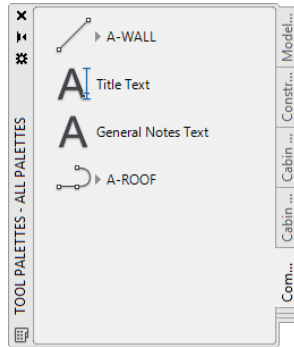 A-WALL
Title Text
General Notes Text
A-ROOF
TOOL PALETTES - ALL PALETTES
Model...
Constr...
Cabin ...
Cabin ...
Com...